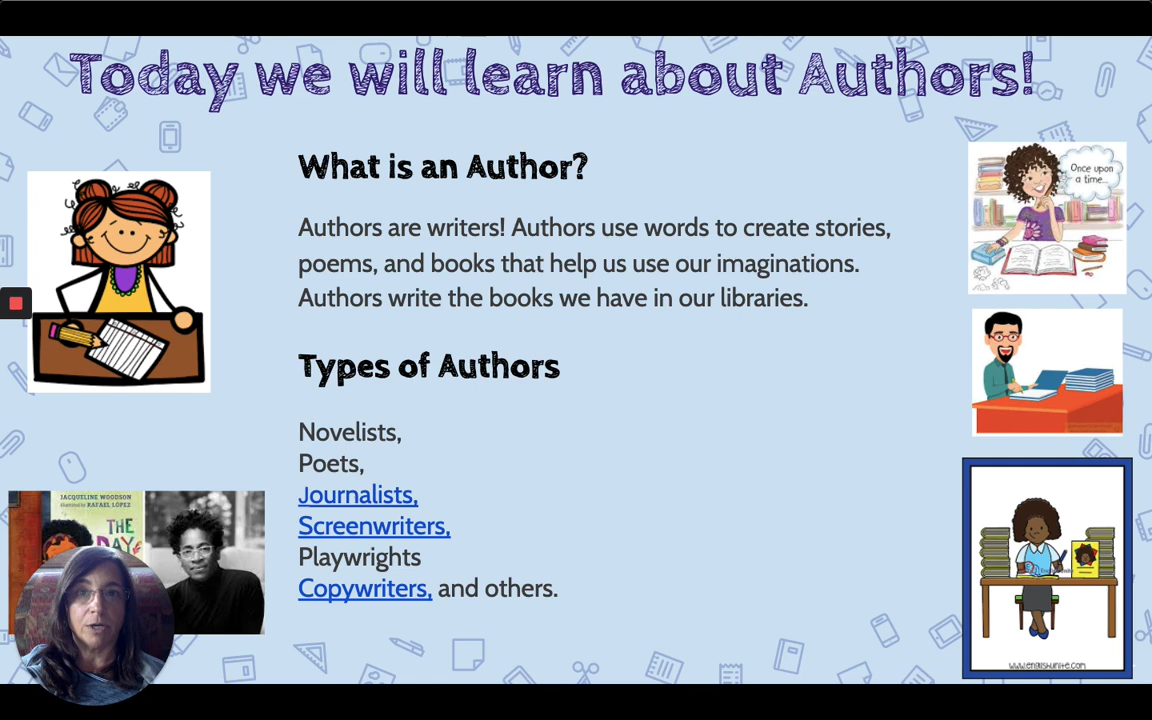 Today we will learn about Authors!
What is an Author?
Authors are writers! Authors use words to create stories,
poems, and books that help us use our imaginations.
Authors write the books we have in our libraries.
Types of Authors
Novelists,
Poets,
Journalists,
Screenwriters,
Playwrights
Copywriters, and others.
JACQUELINE WOODSON
Illustrated by RAFAEL LÓPEZ
THE
DAY
Once upon
a time...
www.englishunite.com